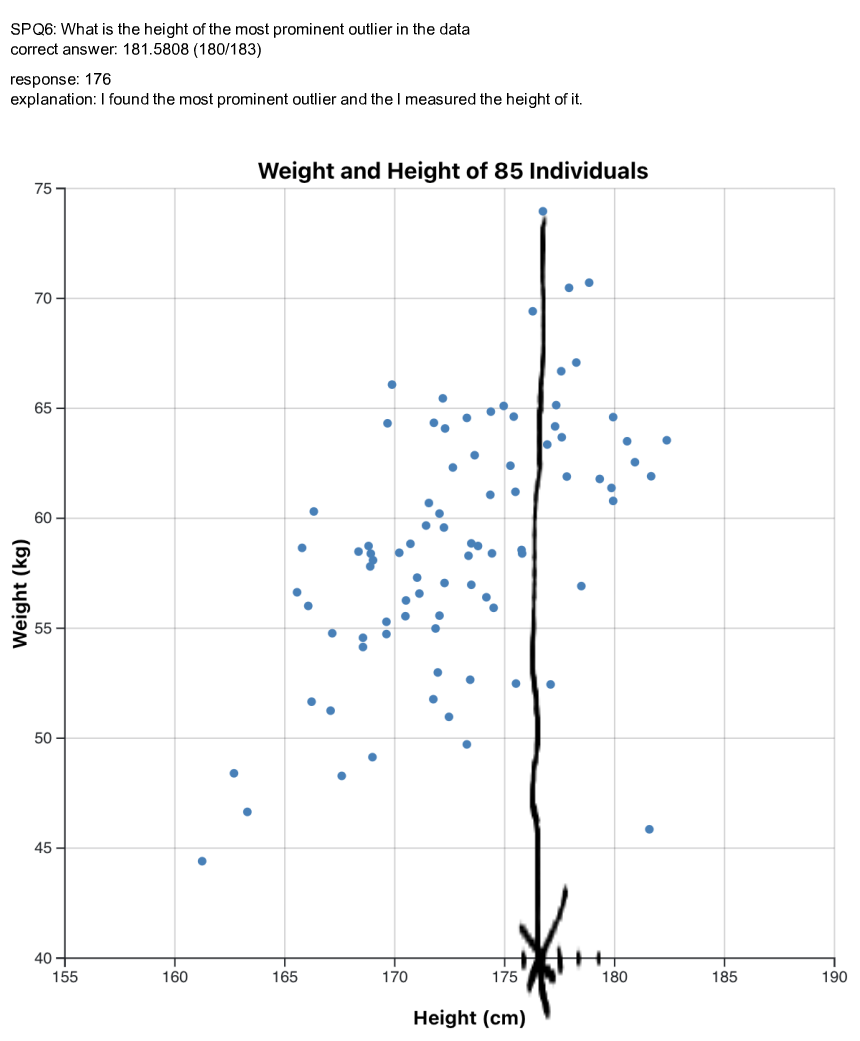 SPQ6: What is the height of the most prominent outlier in the data
correct answer: 181.5808 (180/183)
response: 176
explanation: I found the most prominent outlier and the I measured the height of it.
Weight and Height of 85 Individuals
75
70
65
60
55
50
45
40
Weight (kg)
155 160 165 170 175 180 185 190
Height (cm)